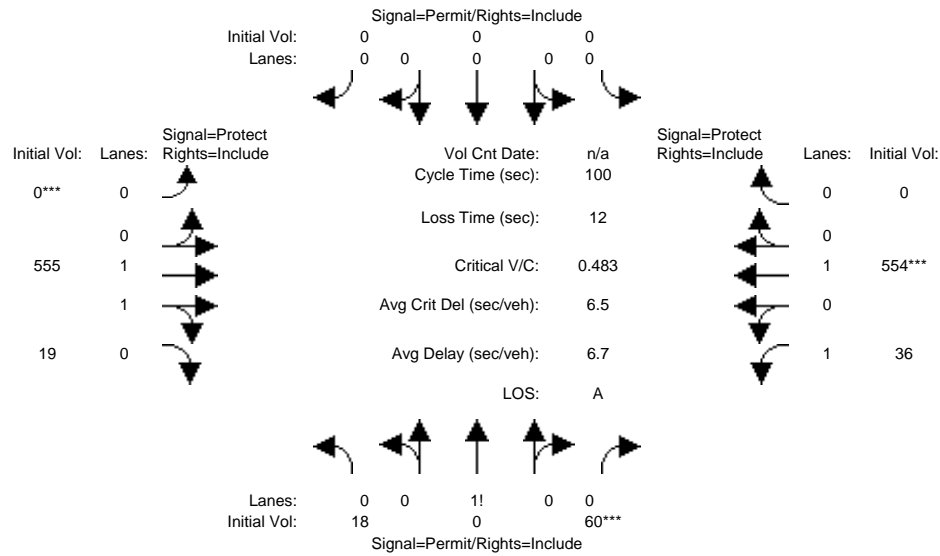 Signal=Permit/Rights=Include
Initial Vol: 0 0 0
Lanes: 0 0 0 0 0
Signal=Protect Signal=Protect
Initial Vol: Lanes: Rights=Include Vol Cnt Date: n/a Rights=Include Lanes: Initial Vol:
Cycle Time (sec): 100
0*** 0 0 0
Loss Time (sec): 12
0 0
555 1 Critical V/C: 0.483 1 554***
1 Avg Crit Del (sec/veh): 6.5 0
19 0 Avg Delay (sec/veh): 6.7 1 36
LOS: A
Lanes: 0 0 1! 0 0
Initial Vol: 18 0 60***
Signal=Permit/Rights=Include